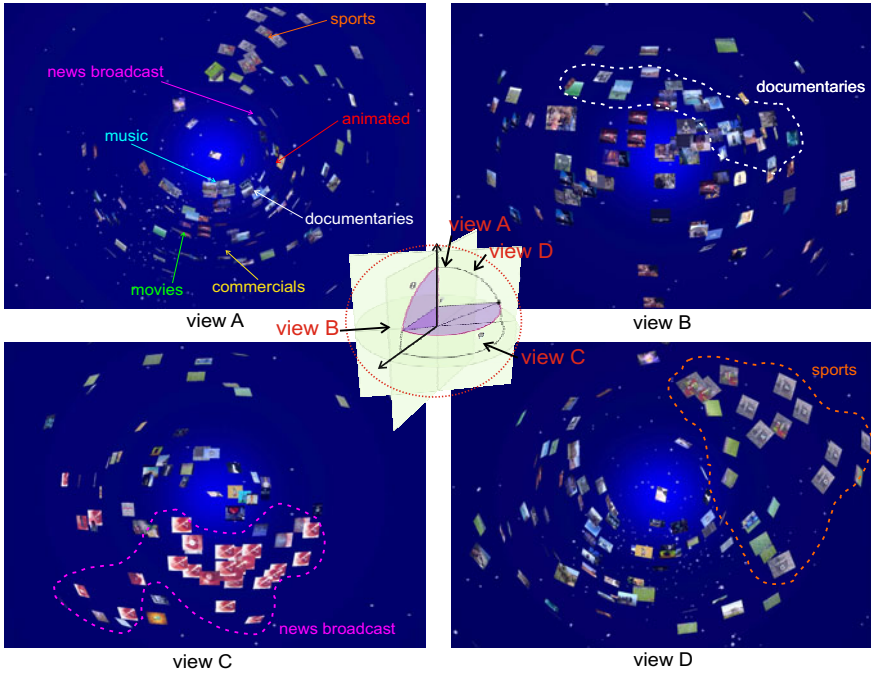 sports
news broadcast
animated
music
documentaries
movies
commercials
view A
documentaries
view B
view A
view D
view B
view C
θ
r
φ
news broadcast
view C
sports
view D